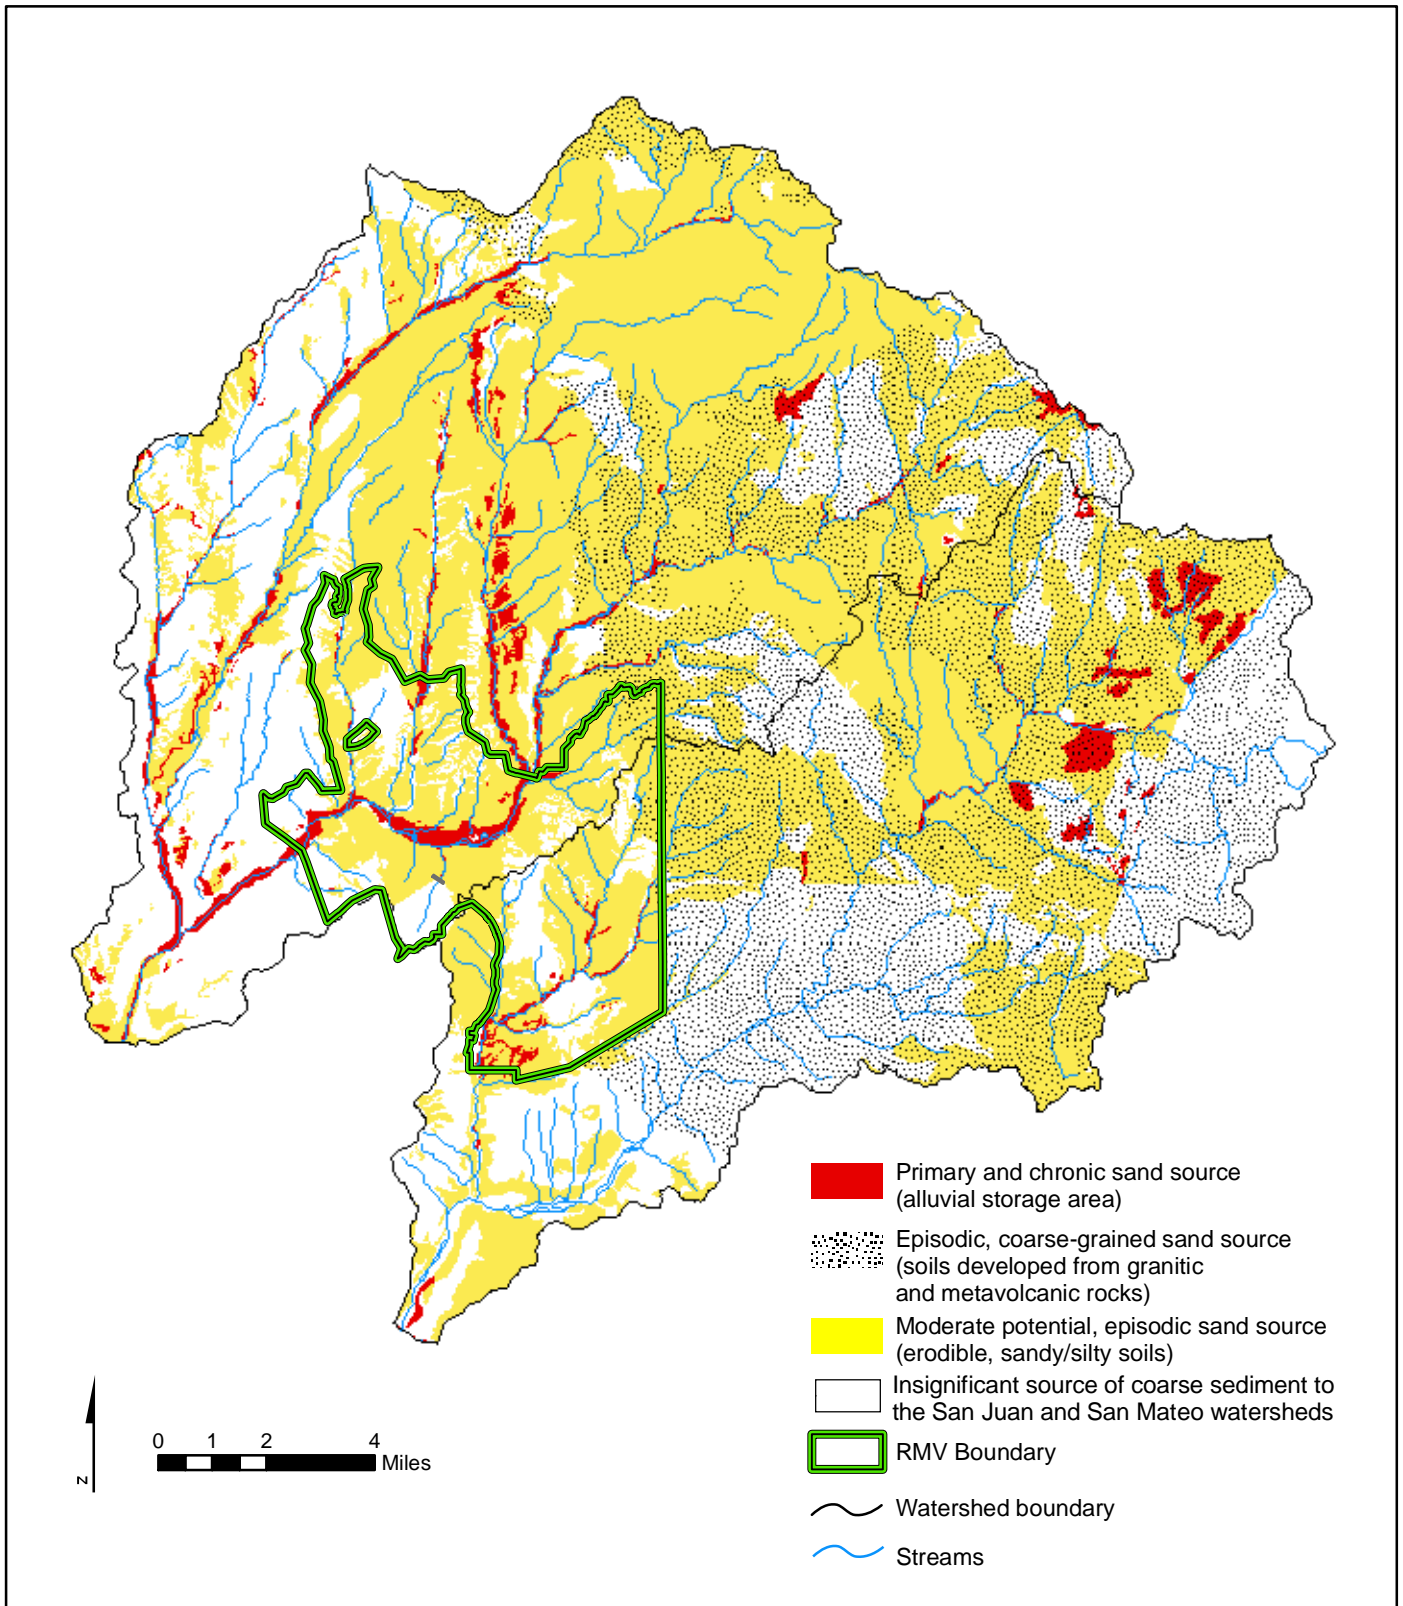 Primary and chronic sand source
(alluvial storage area)
Episodic, coarse-grained sand source
(soils developed from granitic
and metavolcanic rocks)
Moderate potential, episodic sand source
(erodible, sandy/silty soils)
Insignificant source of coarse sediment to
the San Juan and San Mateo watersheds
RMV Boundary
Watershed boundary
Streams
0 1 2 4
Miles
N